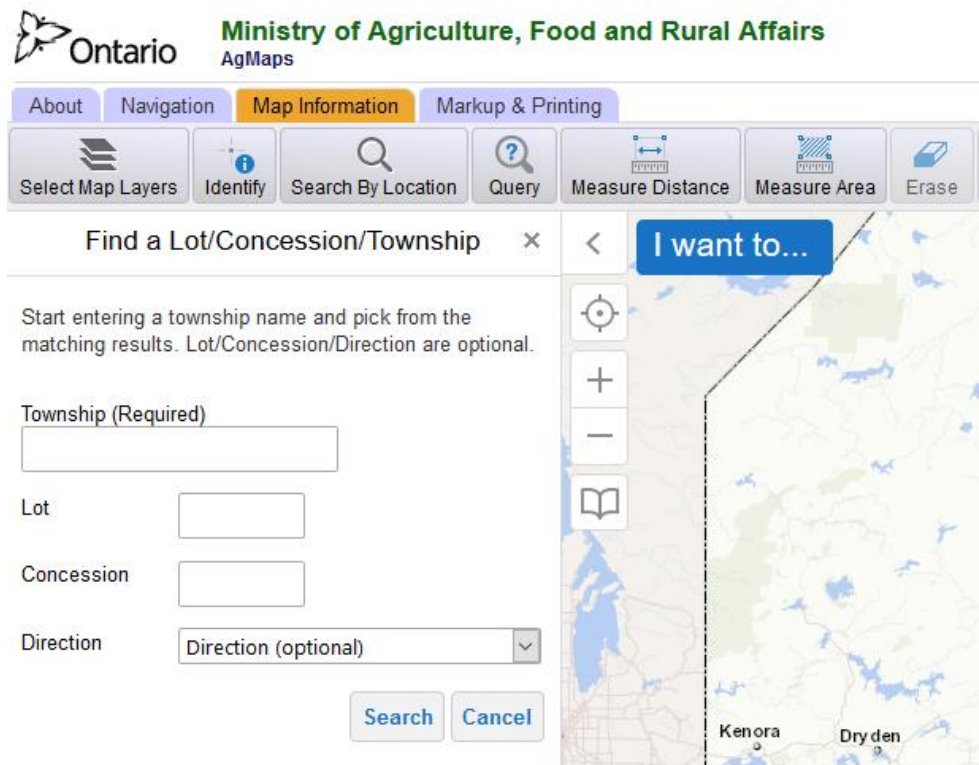 Ontario
Ministry of Agriculture, Food and Rural Affairs
AgMaps
About Navigation Map Information Markup & Printing
Select Map Layers Identify Search By Location Query Measure Distance Measure Area Erase
Find a Lot/Concession/Township ×
I want to...
Start entering a township name and pick from the
matching results. Lot/Concession/Direction are optional.
Township (Required)
Lot
Concession
Direction Direction (optional)
Search Cancel
Kenora Dryden